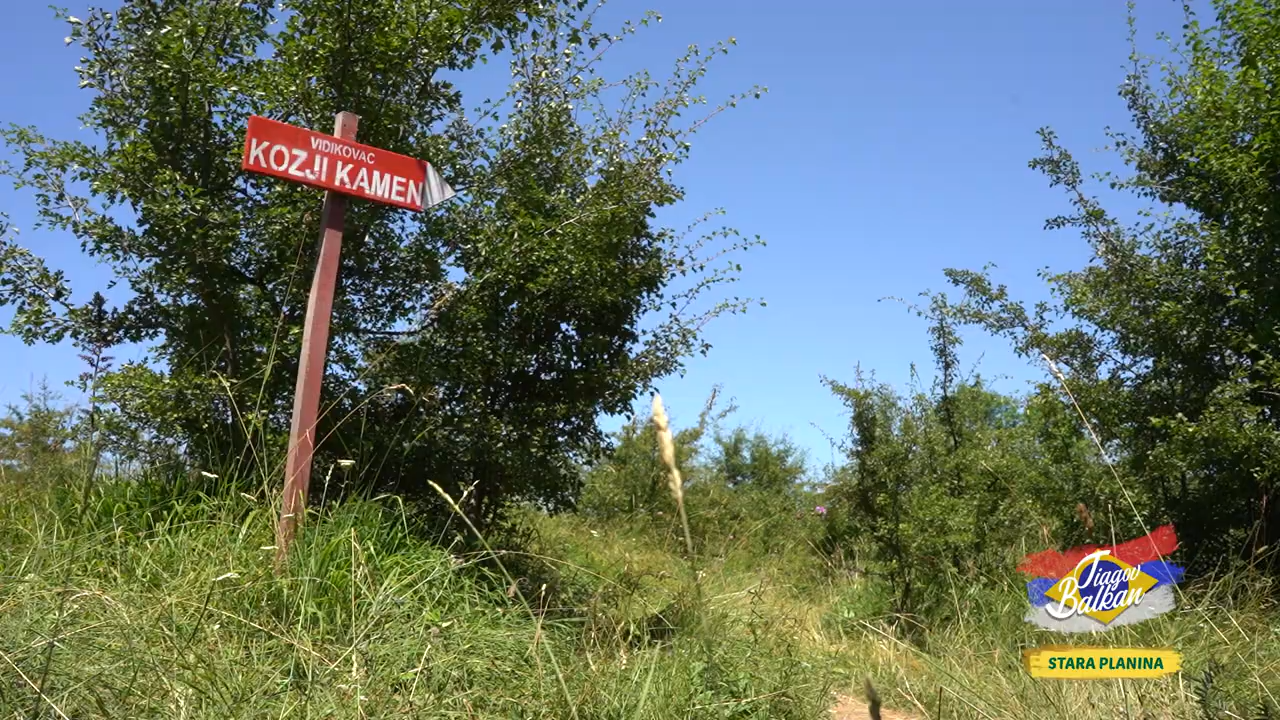 VIDIKOVAC
KOZJI KAMEN
Tiagov
Balkan
STARA PLANINA